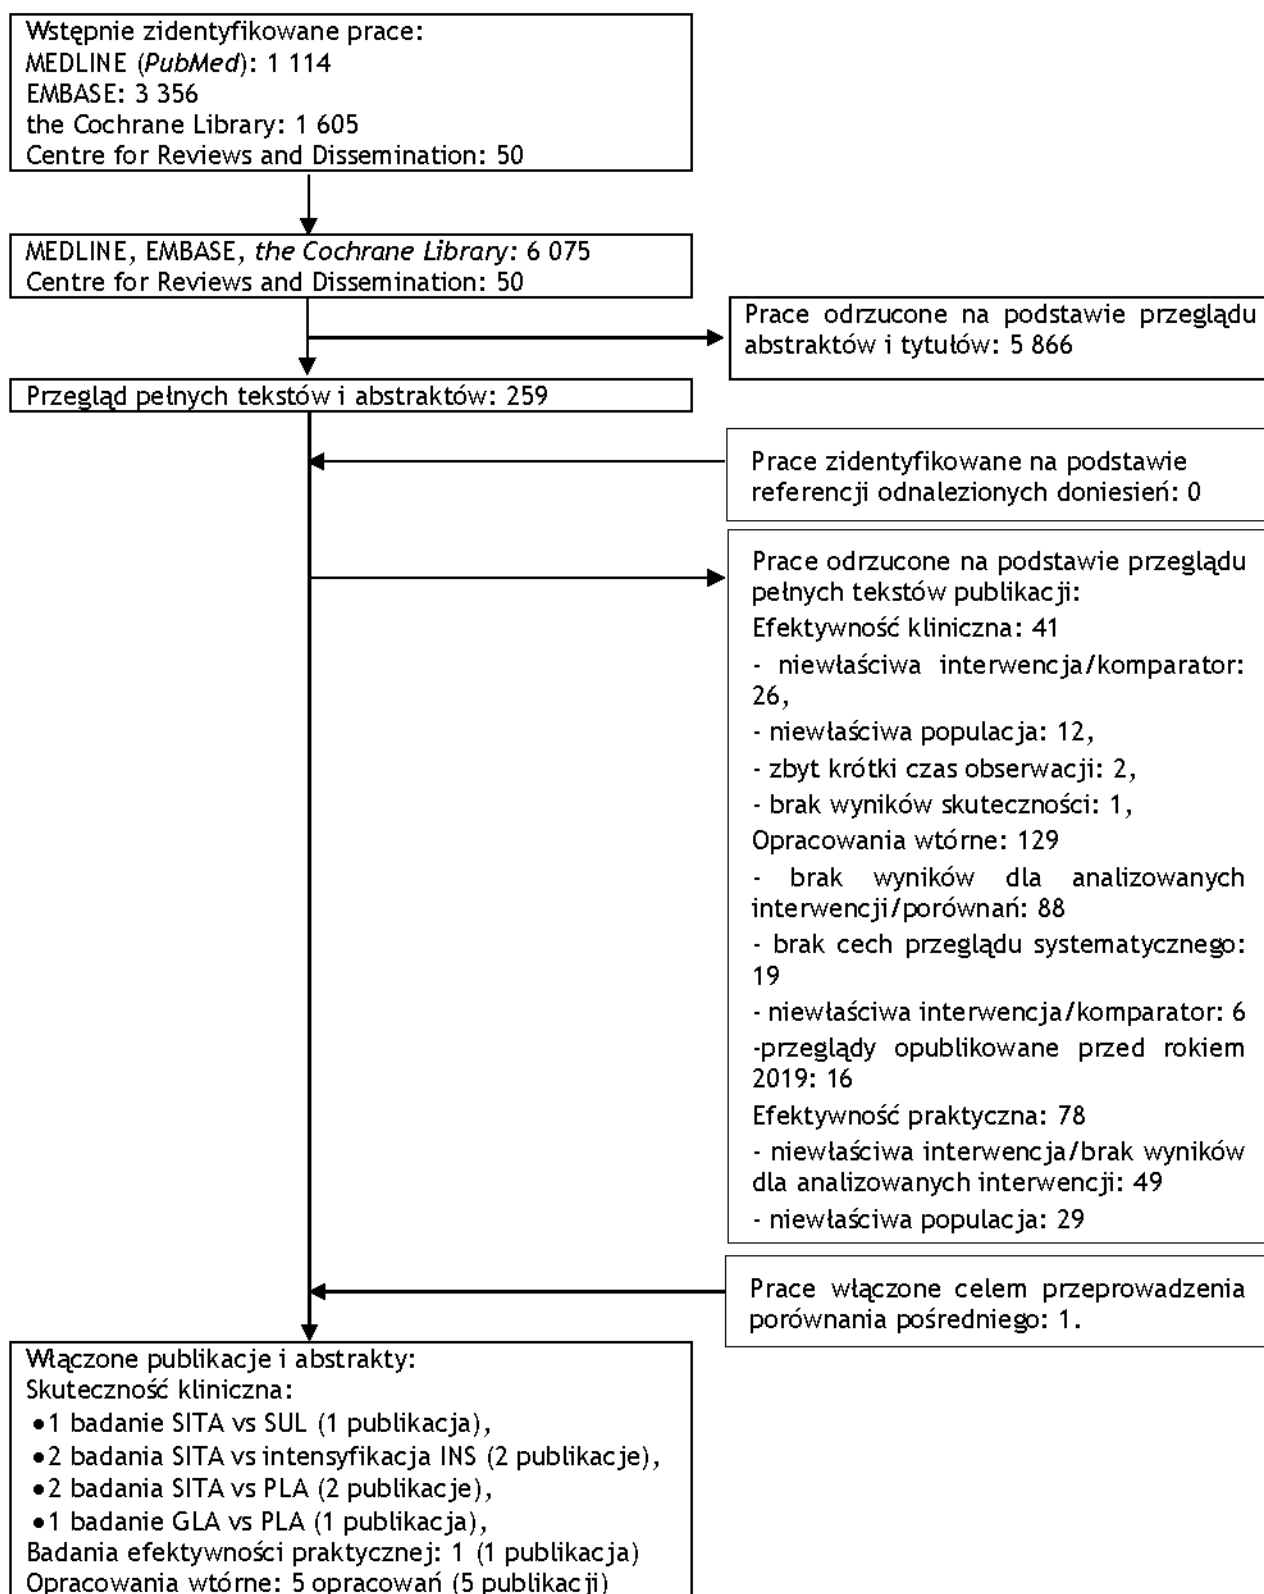 Wstępnie zidentyfikowane prace:
MEDLINE (PubMed): 1 114
EMBASE: 3 356
the Cochrane Library: 1 605
Centre for Reviews and Dissemination: 50
MEDLINE, EMBASE, the Cochrane Library: 6 075
Centre for Reviews and Dissemination: 50
Prace odrzucone na podstawie przeglądu
abstraktów i tytułów: 5 866
Przegląd pełnych tekstów i abstraktów: 259
Prace zidentyfikowane na podstawie
referencji odnalezionych doniesień: 0
Prace odrzucone na podstawie przeglądu
pełnych tekstów publikacji:
Efektywność kliniczna: 41
- niewłaściwa interwencja/komparator:
26,
- niewłaściwa populacja: 12,
- zbyt krótki czas obserwacji: 2,
- brak wyników skuteczności: 1,
Opracowania wtórne: 129
- brak wyników dla analizowanych
interwencji/porównań: 88
- brak cech przeglądu systematycznego:
19
- niewłaściwa interwencja/komparator: 6
-przeglądy opublikowane przed rokiem
2019: 16
Efektywność praktyczna: 78
- niewłaściwa interwencja/brak wyników
dla analizowanych interwencji: 49
- niewłaściwa populacja: 29
Prace włączone celem przeprowadzenia
porównania pośredniego: 1.
Włączone publikacje i abstrakty:
Skuteczność kliniczna:
●1 badanie SITA vs SUL (1 publikacja),
●2 badania SITA vs intensyfikacja INS (2 publikacje),
●2 badania SITA vs PLA (2 publikacje),
●1 badanie GLA vs PLA (1 publikacja),
Badania efektywności praktycznej: 1 (1 publikacja)
Opracowania wtórne: 5 opracowań (5 publikacji)